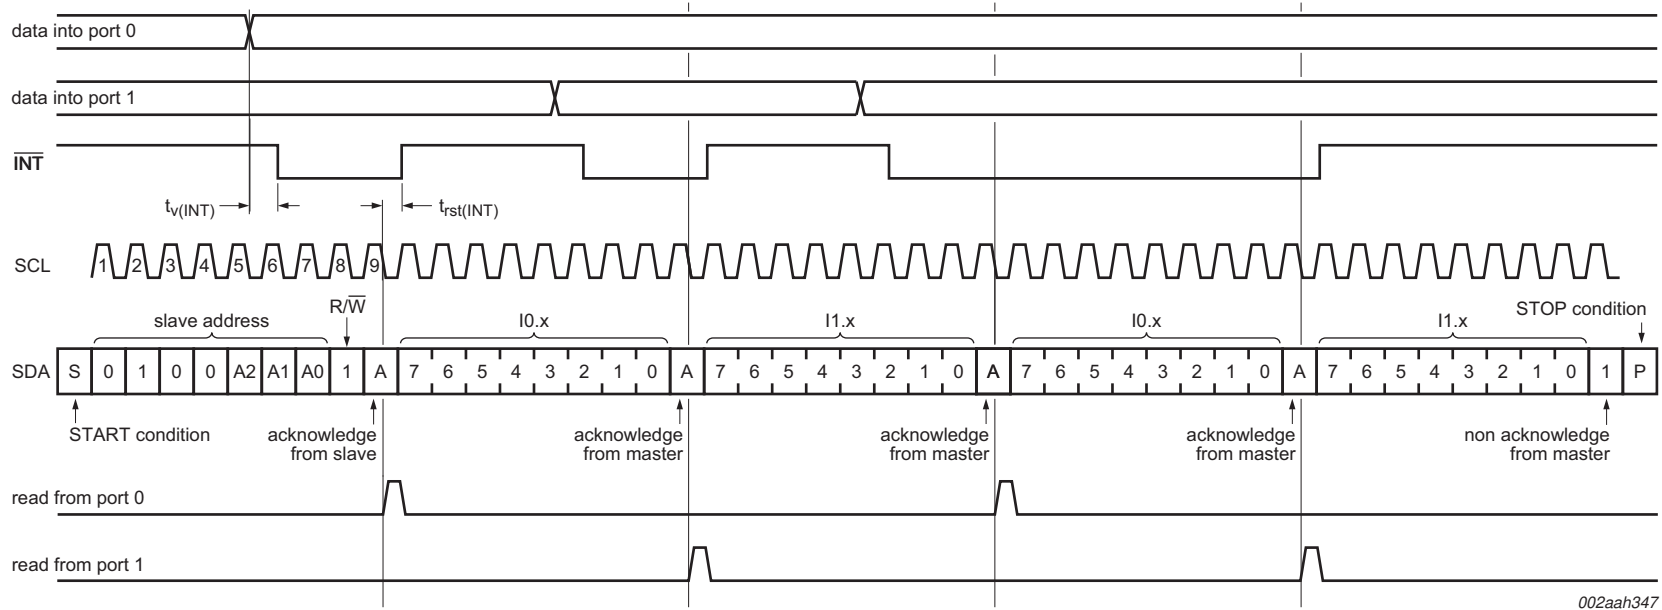 data into port 0
data into port 1
INT
tv(INT)
trst(INT)
SCL
1 2 3 4 5 6 7 8 9
R/W
STOP condition
slave address
I0.x
I1.x
I0.x
I1.x
SDA
S 0 1 0 0 A2 A1 A0 1 A 7 6 5 4 3 2 1 0 A 7 6 5 4 3 2 1 0 A 7 6 5 4 3 2 1 0 A 7 6 5 4 3 2 1 0 1 P
START condition
acknowledge
from slave
acknowledge
from master
acknowledge
from master
acknowledge
from master
non acknowledge
from master
read from port 0
read from port 1
002aah347